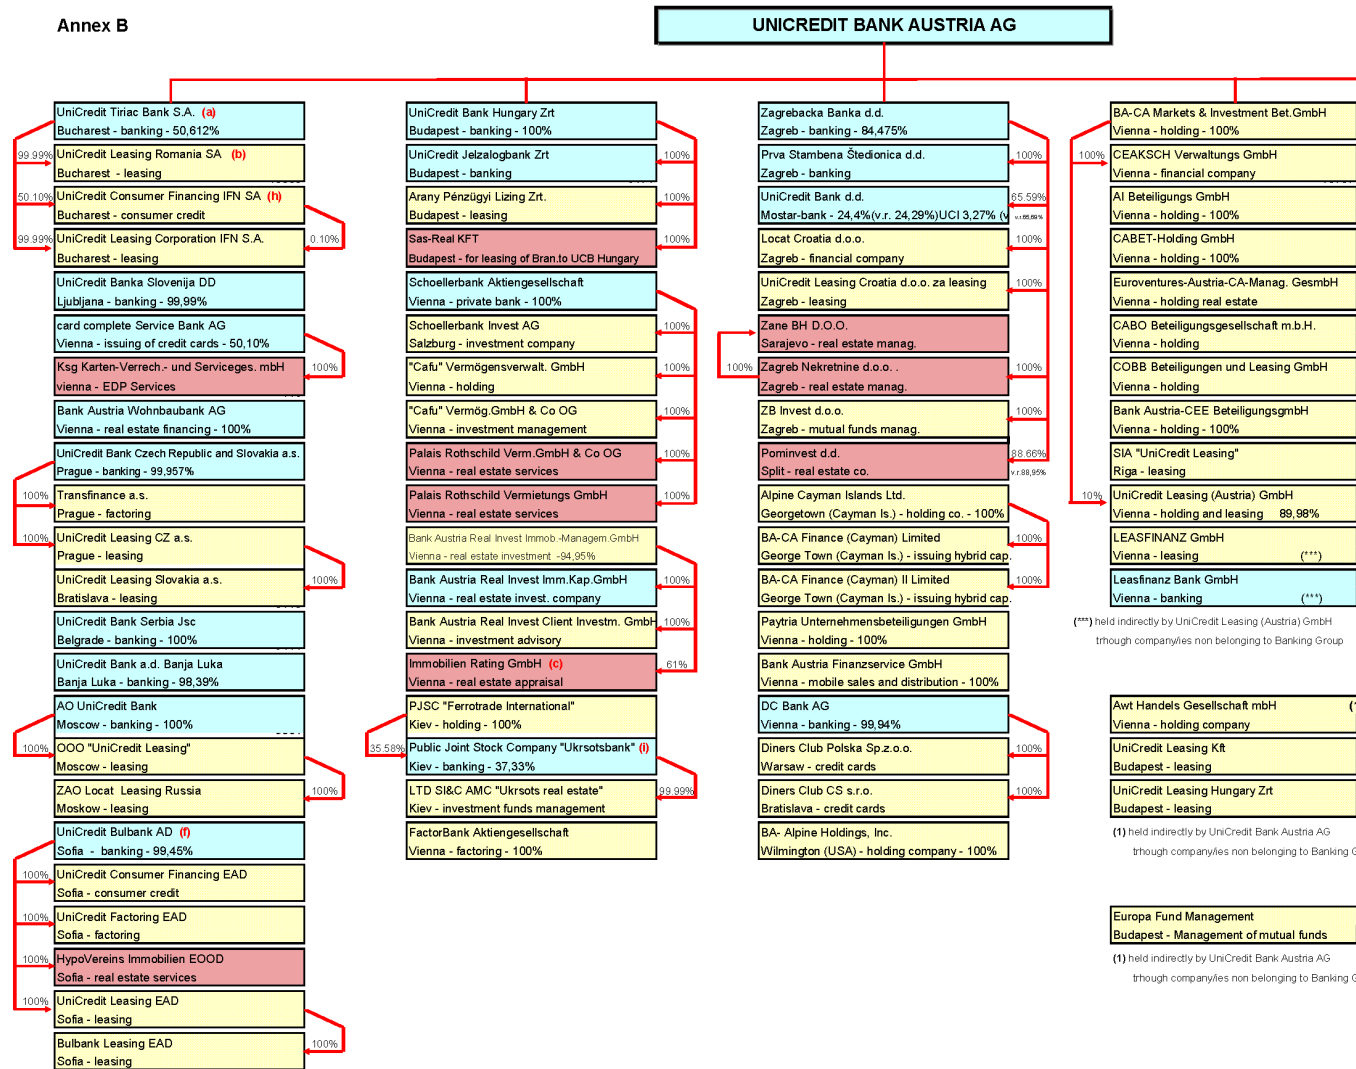 Annex B
UNICREDIT BANK AUSTRIA AG
UniCredit Tiriac Bank S.A. (a)
Bucharest - banking - 50,612%
99.99%
UniCredit Leasing Romania SA (b)
Bucharest - leasing
50.10%
UniCredit Consumer Financing IFN SA (h)
Bucharest - consumer credit
99.99%
UniCredit Leasing Corporation IFN S.A.
0.10%
Bucharest - leasing
UniCredit Banka Slovenija DD
Ljubljana - banking - 99,99%
card complete Service Bank AG
Vienna - issuing of credit cards - 50,10%
Ksg Karten-Verrech.- und Serviceges. mbH
100%
vienna - EDP Services
Bank Austria Wohnbaubank AG
Vienna - real estate financing - 100%
UniCredit Bank Czech Republic and Slovakia a.s.
Prague - banking - 99,957%
100%
Transfinance a.s.
Prague - factoring
100%
UniCredit Leasing CZ a.s.
Prague - leasing
UniCredit Leasing Slovakia a.s.
100%
Bratislava - leasing
UniCredit Bank Serbia Jsc
Belgrade - banking - 100%
UniCredit Bank a.d. Banja Luka
Banja Luka - banking - 98,39%
AO UniCredit Bank
Moscow - banking - 100%
100%
OOO "UniCredit Leasing"
Moscow - leasing
ZAO Locat Leasing Russia
100%
Moskow - leasing
UniCredit Bulbank AD (f)
Sofia - banking - 99,45%
100%
UniCredit Consumer Financing EAD
Sofia - consumer credit
100%
UniCredit Factoring EAD
Sofia - factoring
100%
HypoVereins Immobilien EOOD
Sofia - real estate services
100%
UniCredit Leasing EAD
Sofia - leasing
Bulbank Leasing EAD
100%
Sofia - leasing
UniCredit Bank Hungary Zrt
Budapest - banking - 100%
UniCredit Jelzalogbank Zrt
100%
Budapest - banking
Arany Pénzügyi Lizing Zrt.
100%
Budapest - leasing
Sas-Real KFT
100%
Budapest - for leasing of Bran.to UCB Hungary
Schoellerbank Aktiengesellschaft
Vienna - private bank - 100%
Schoellerbank Invest AG
100%
Salzburg - investment company
"Cafu" Vermögensverwalt. GmbH
100%
Vienna - holding
"Cafu" Vermög.GmbH & Co OG
100%
Vienna - investment management
Palais Rothschild Verm.GmbH & Co OG
100%
Vienna - real estate services
Palais Rothschild Vermietungs GmbH
100%
Vienna - real estate services
Bank Austria Real Invest Immob.-Managem.GmbH
Vienna - real estate investment -94,95%
Bank Austria Real Invest Imm.Kap.GmbH
100%
Vienna - real estate invest. company
Bank Austria Real Invest Client Investm. GmbH
100%
Vienna - investment advisory
Immobilien Rating GmbH (c)
61%
Vienna - real estate appraisal
PJSC "Ferrotrade International"
Kiev - holding - 100%
35.58%
Public Joint Stock Company "Ukrsotsbank" (i)
Kiev - banking - 37,33%
LTD SI&C AMC "Ukrsots real estate"
99.99%
Kiev - investment funds management
FactorBank Aktiengesellschaft
Vienna - factoring - 100%
Zagrebacka Banka d.d.
Zagreb - banking - 84,475%
Prva Stambena Štedionica d.d.
100%
Zagreb - banking
UniCredit Bank d.d.
65.59%
Mostar-bank - 24,4%(v.r. 24,29%)UCI 3,27% (v
v.r.65,69%
Locat Croatia d.o.o.
100%
Zagreb - financial company
UniCredit Leasing Croatia d.o.o. za leasing
100%
Zagreb - leasing
Zane BH D.O.O.
Sarajevo - real estate manag.
100%
Zagreb Nekretnine d.o.o. .
100%
Zagreb - real estate manag.
ZB Invest d.o.o.
100%
Zagreb - mutual funds manag.
Pominvest d.d.
88.66%
Split - real estate co.
v.r.88,95%
Alpine Cayman Islands Ltd.
Georgetown (Cayman Is.) - holding co. - 100%
BA-CA Finance (Cayman) Limited
100%
George Town (Cayman Is.) - issuing hybrid cap.
BA-CA Finance (Cayman) II Limited
100%
George Town (Cayman Is.) - issuing hybrid cap.
Paytria Unternehmensbeteiligungen GmbH
Vienna - holding - 100%
Bank Austria Finanzservice GmbH
Vienna - mobile sales and distribution - 100%
DC Bank AG
Vienna - banking - 99,94%
Diners Club Polska Sp.z.o.o.
100%
Warsaw - credit cards
Diners Club CS s.r.o.
100%
Bratislava - credit cards
BA- Alpine Holdings, Inc.
Wilmington (USA) - holding company - 100%
BA-CA Markets & Investment Bet.GmbH
Vienna - holding - 100%
100%
CEAKSCH Verwaltungs GmbH
Vienna - financial company
AI Beteiligungs GmbH
Vienna - holding - 100%
CABET-Holding GmbH
Vienna - holding - 100%
Euroventures-Austria-CA-Manag. GesmbH
Vienna - holding real estate
CABO Beteiligungsgesellschaft m.b.H.
Vienna - holding - 100%
COBB Beteiligungen und Leasing GmbH
Vienna - holding
Bank Austria-CEE BeteiligungsgmbH
Vienna - holding - 100%
SIA "UniCredit Leasing"
Riga - leasing
10%
UniCredit Leasing (Austria) GmbH
Vienna - holding and leasing 89,98%
LEASFINANZ GmbH
Vienna - leasing (***)
Leasfinanz Bank GmbH
Vienna - banking (***)
(***) held indirectly by UniCredit Leasing (Austria) GmbH
trhough company/ies non belonging to Banking Group
Awt Handels Gesellschaft mbH (1
Vienna - holding company
UniCredit Leasing Kft
Budapest - leasing
UniCredit Leasing Hungary Zrt
Budapest - leasing
(1) held indirectly by UniCredit Bank Austria AG
trhough company/ies non belonging to Banking G
Europa Fund Management
Budapest - Management of mutual funds
(1) held indirectly by UniCredit Bank Austria AG
trhough company/ies non belonging to Banking G